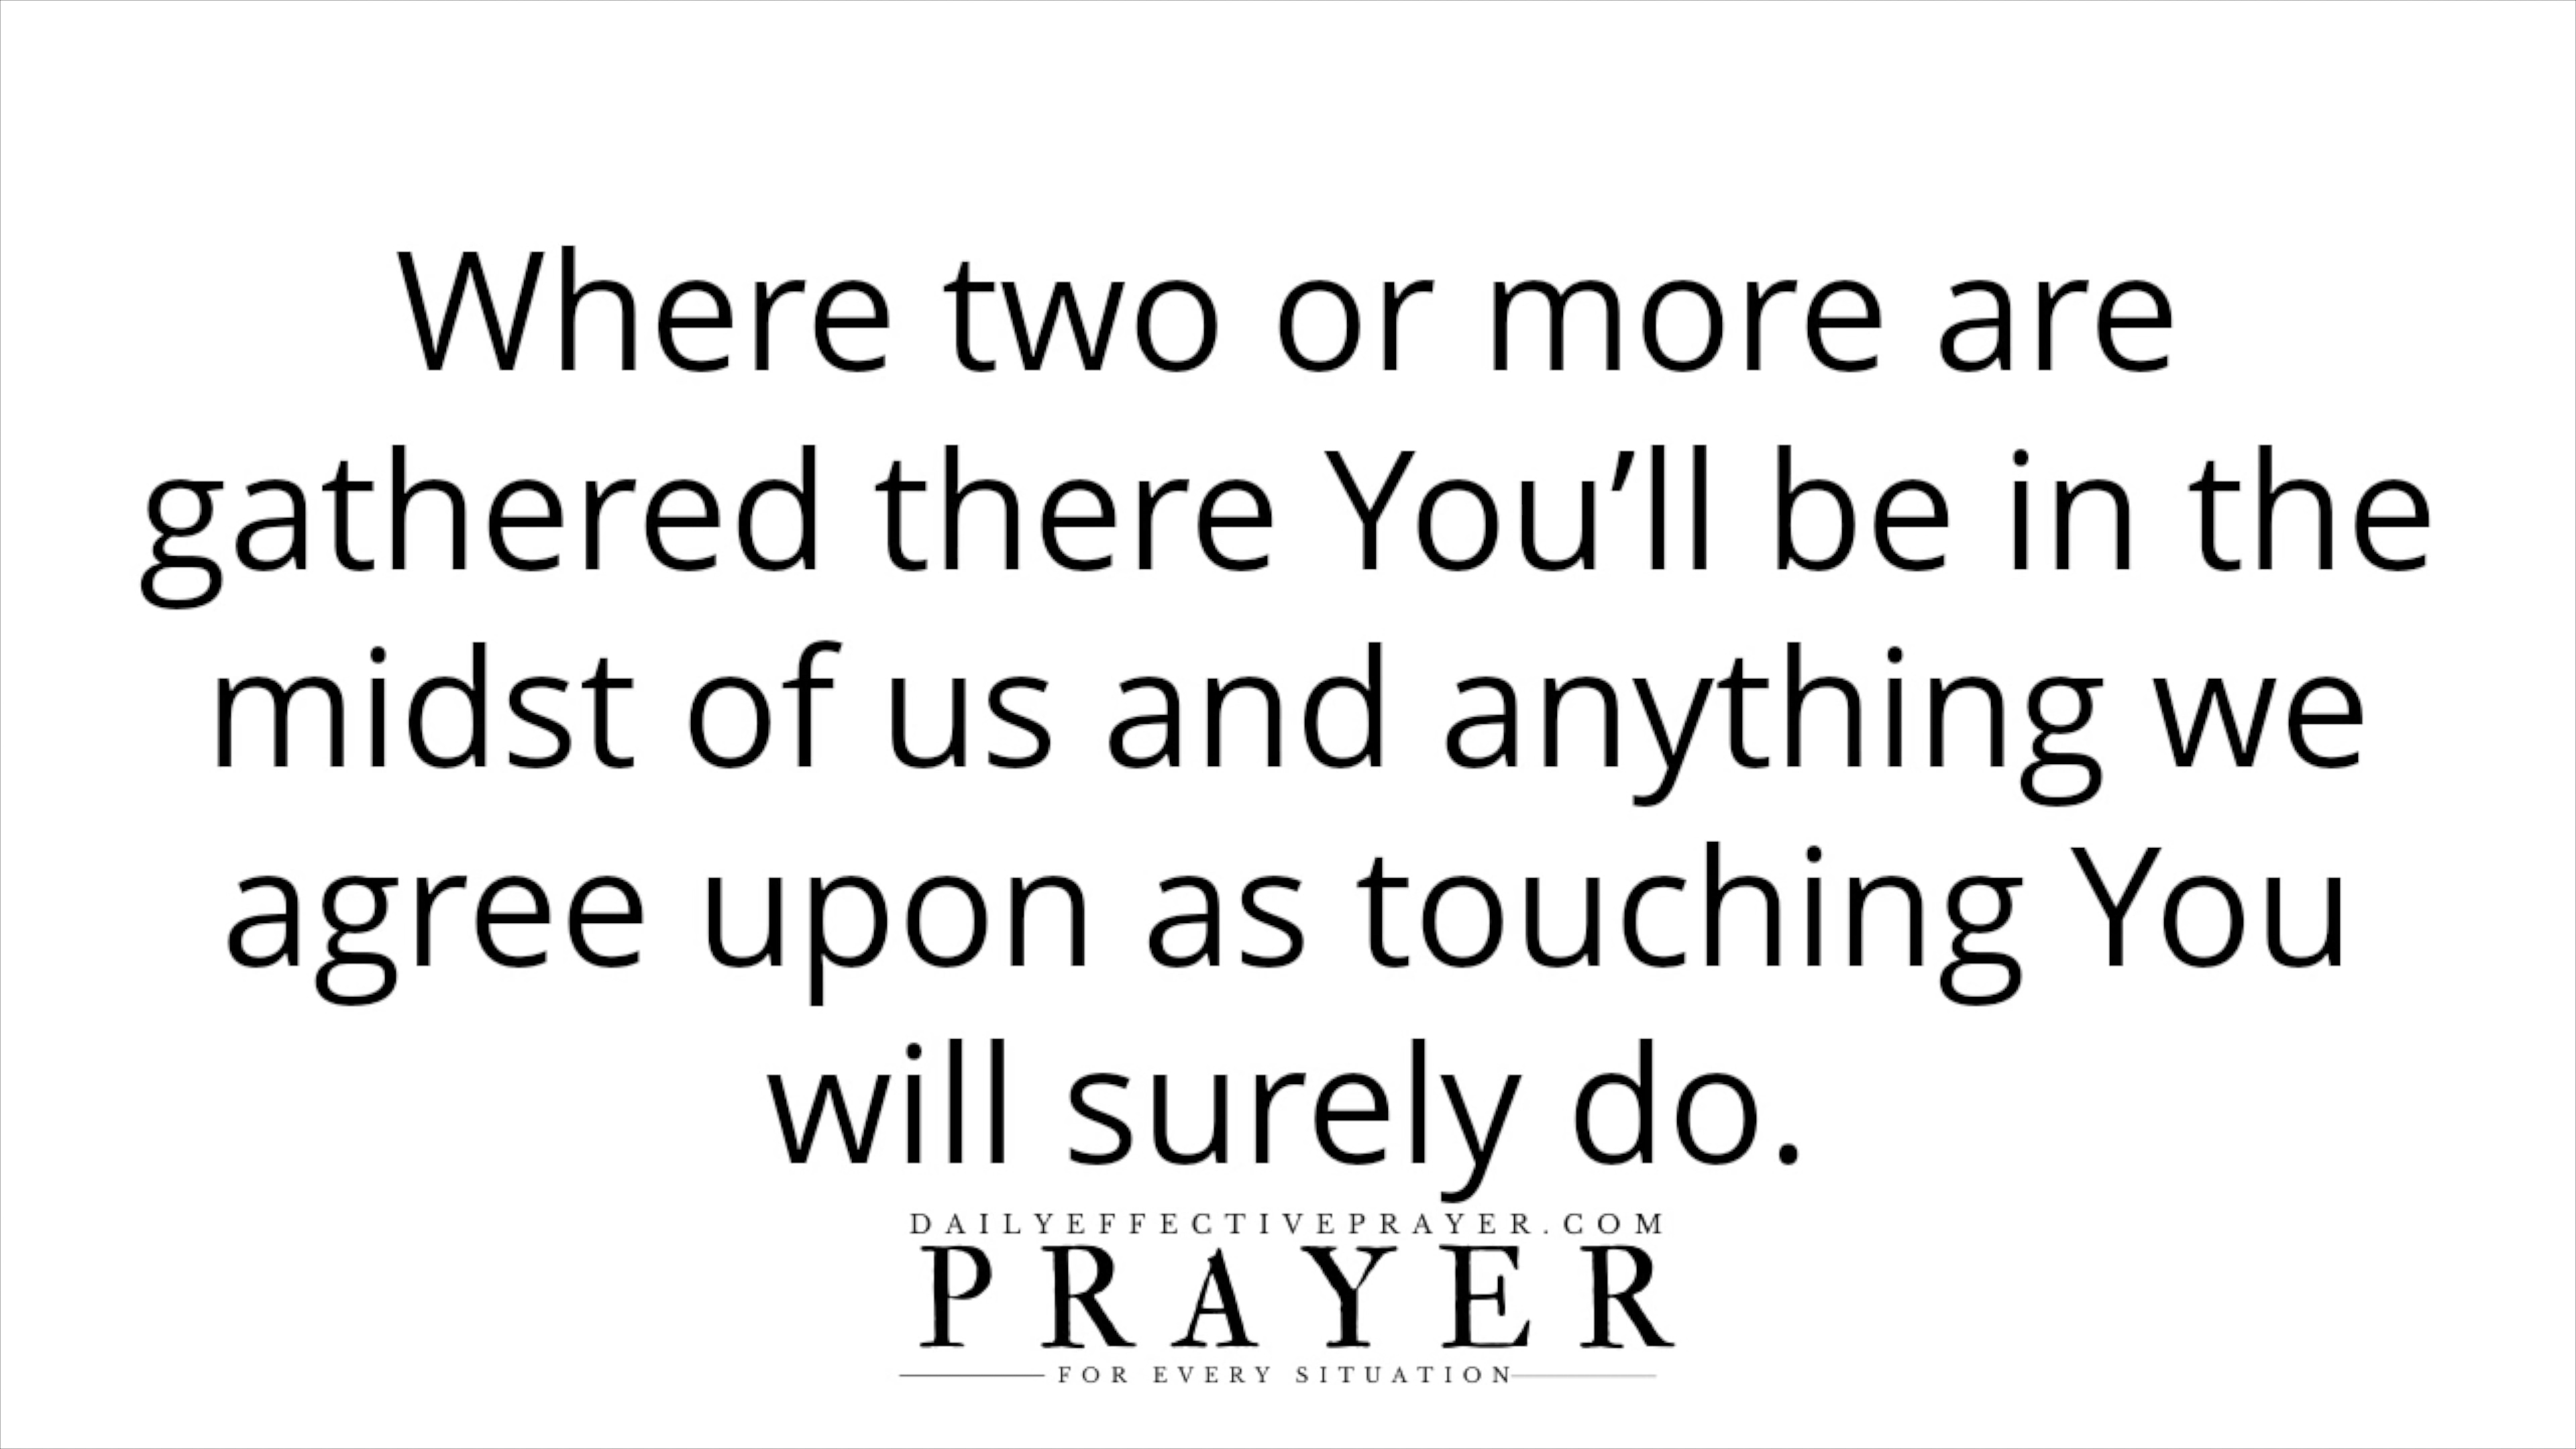 Where two or more are
gathered there You’ll be in the
midst of us and anything we
agree upon as touching You
will surely do.
DAILYEFFECTIVEPRAYER.COM
PRAYER
FOR EVERY SITUATION